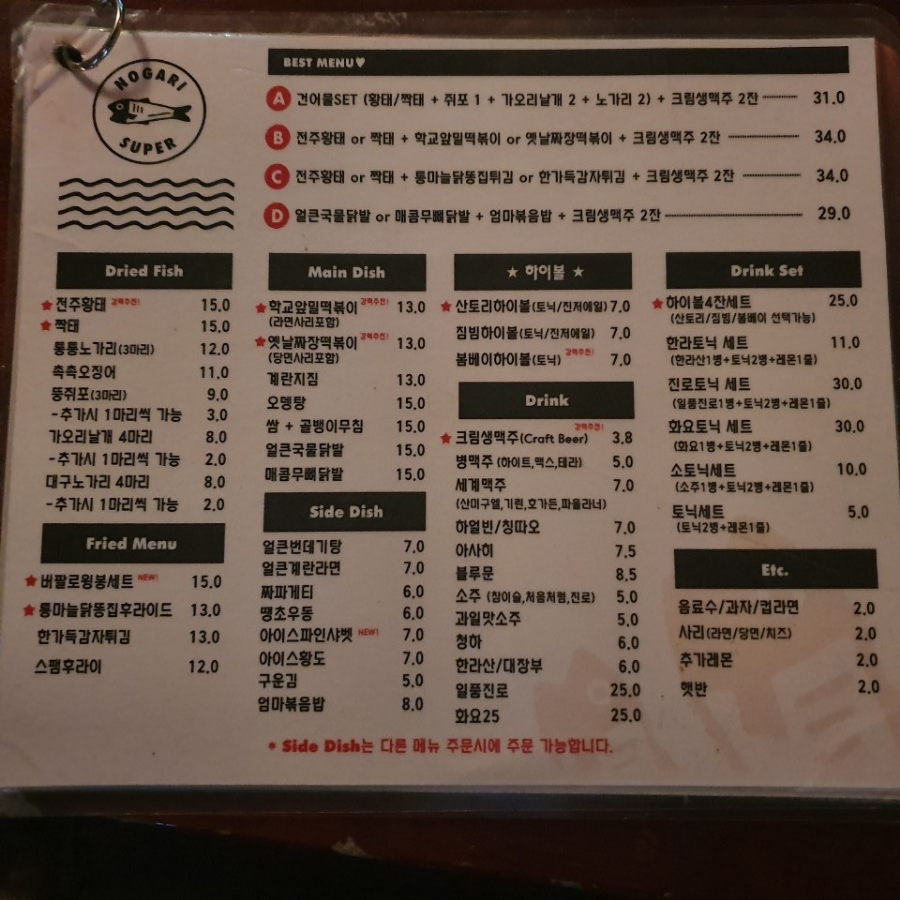 NOGARI
SUPER
BEST MENU♥
A 건어물SET (황태/짝태 + 쥐포 1 + 가오리날개 2 + 노가리 2) + 크림생맥주 2잔 31.0
B 전주황태 or 짝태 + 학교앞밀떡볶이 or 옛날짜장떡볶이 + 크림생맥주 2잔 34.0
C 전주황태 or 짝태 + 통마늘닭똥집튀김 or 한가득감자튀김 + 크림생맥주 2잔 34.0
D 얼큰국물닭발 or 매콤무뼈닭발 + 엄마볶음밥 + 크림생맥주 2잔 29.0
Dried Fish
★ 전주황태 강력추천! 15.0
★ 짝태 15.0
통통노가리(3마리) 12.0
촉촉오징어 11.0
뚱쥐포(3마리) 9.0
-추가시 1마리씩 가능 3.0
가오리날개 4마리 8.0
-추가시 1마리씩 가능 2.0
대구노가리 4마리 8.0
-추가시 1마리씩 가능 2.0
Fried Menu
★ 버팔로윙봉세트 NEW! 15.0
★ 통마늘닭똥집후라이드 13.0
한가득감자튀김 13.0
스팸후라이 12.0
Main Dish
★ 학교앞밀떡볶이 강력추천! 13.0
(라면사리포함)
★ 옛날짜장떡볶이 강력추천! 13.0
(당면사리포함)
계란지짐 13.0
오뎅탕 15.0
쌈 + 골뱅이무침 15.0
얼큰국물닭발 15.0
매콤무뼈닭발 15.0
Side Dish
얼큰번데기탕 7.0
얼큰계란라면 7.0
짜파게티 6.0
땡초우동 6.0
아이스파인샤벳 NEW! 7.0
아이스황도 7.0
구운김 5.0
엄마볶음밥 8.0
★ 하이볼 ★
★ 산토리하이볼(토닉/진저에일) 7.0
짐빔하이볼(토닉/진저에일) 7.0
봄베이하이볼(토닉) 강력추천! 7.0
Drink
★ 크림생맥주(Craft Beer) 강력추천! 3.8
병맥주 (하이트,맥스,테라) 5.0
세계맥주 7.0
(산미구엘,기린,호가든,파울라너)
하얼빈/칭따오 7.0
아사히 7.5
블루문 8.5
소주 (참이슬,처음처럼,진로) 5.0
과일맛소주 5.0
청하 6.0
한라산/대장부 6.0
일품진로 25.0
화요25 25.0
Drink Set
★ 하이볼4잔세트 25.0
(산토리/짐빔/봄베이 선택가능)
한라토닉 세트 11.0
(한라산1병+토닉2병+레몬1줄)
진로토닉 세트 30.0
(일품진로1병+토닉2병+레몬1줄)
화요토닉 세트 30.0
(화요1병+토닉2병+레몬1줄)
소토닉세트 10.0
(소주1병+토닉2병+레몬1줄)
토닉세트 5.0
(토닉2병+레몬1줄)
Etc.
음료수/과자/컵라면 2.0
사리(라면/당면/치즈) 2.0
추가레몬 2.0
햇반 2.0
* Side Dish는 다른 메뉴 주문시에 주문 가능합니다.